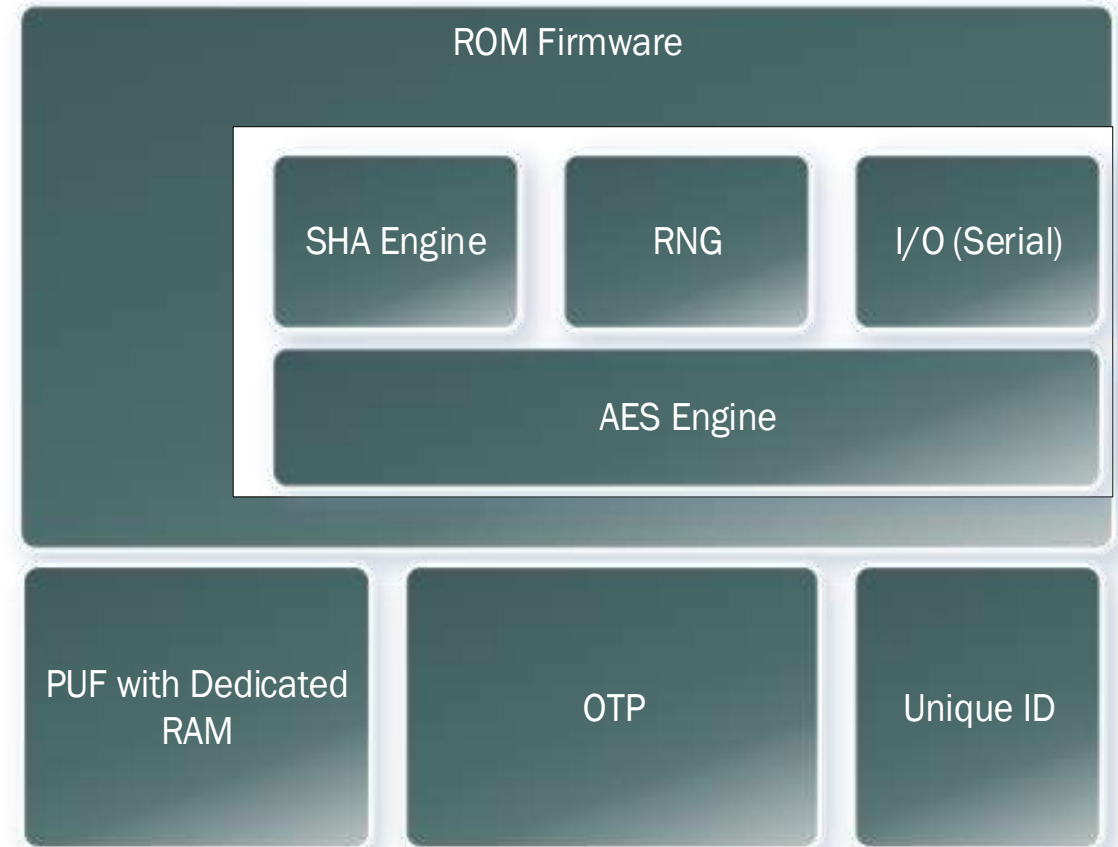 ROM Firmware
SHA Engine
RNG
I/O (Serial)
AES Engine
PUF with Dedicated
RAM
OTP
Unique ID